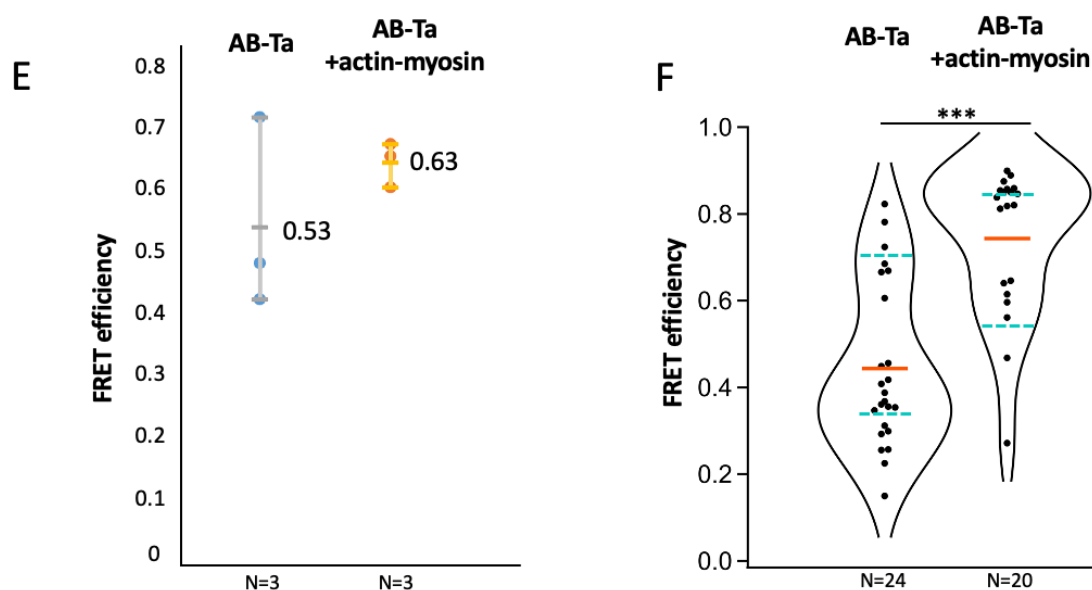 E
AB-Ta
AB-Ta
+actin-myosin
FRET efficiency
0.8
0.7
0.6
0.5
0.4
0.3
0.2
0.1
0
0.53
0.63
N=3
N=3
F
AB-Ta
AB-Ta
+actin-myosin
***
FRET efficiency
1.0
0.8
0.6
0.4
0.2
0.0
N=24
N=20